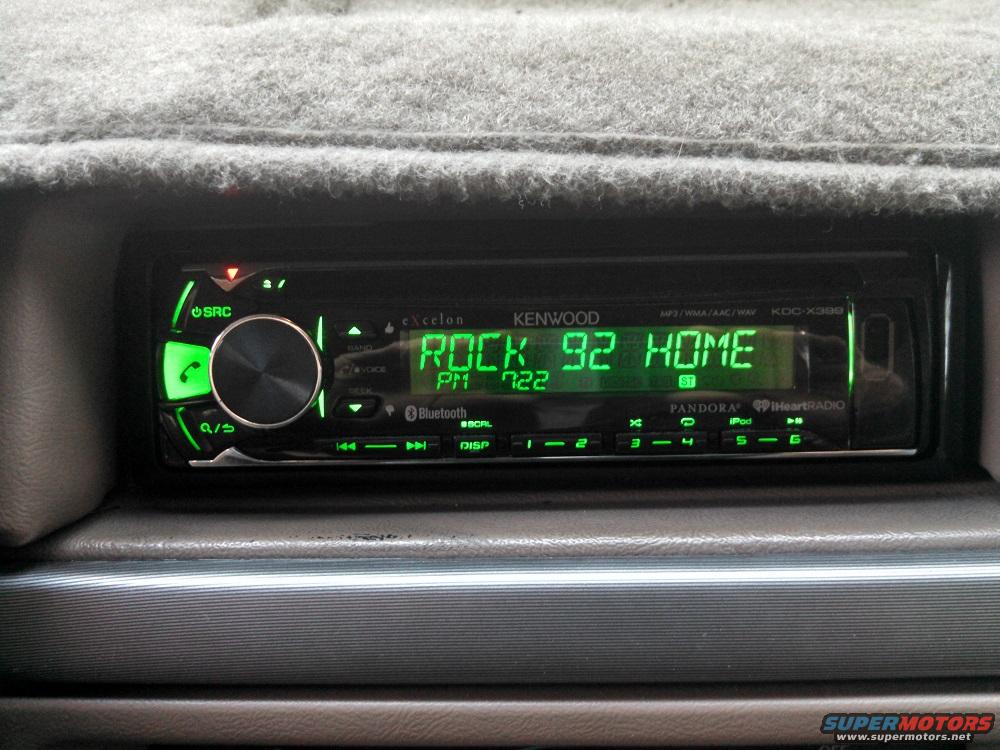 SRC
eXcelon
KENWOOD
MP3/WMA/AAC/WAV
KDC-X399
BAND
ROCK 92 HOME
VOICE
PM 722
ST
SEEK
Bluetooth
PANDORA®
iHeartRADIO
SCRL
iPod
DISP
1 — 2
3 — 4
5 — 6
SUPERMOTORS
www.supermotors.net